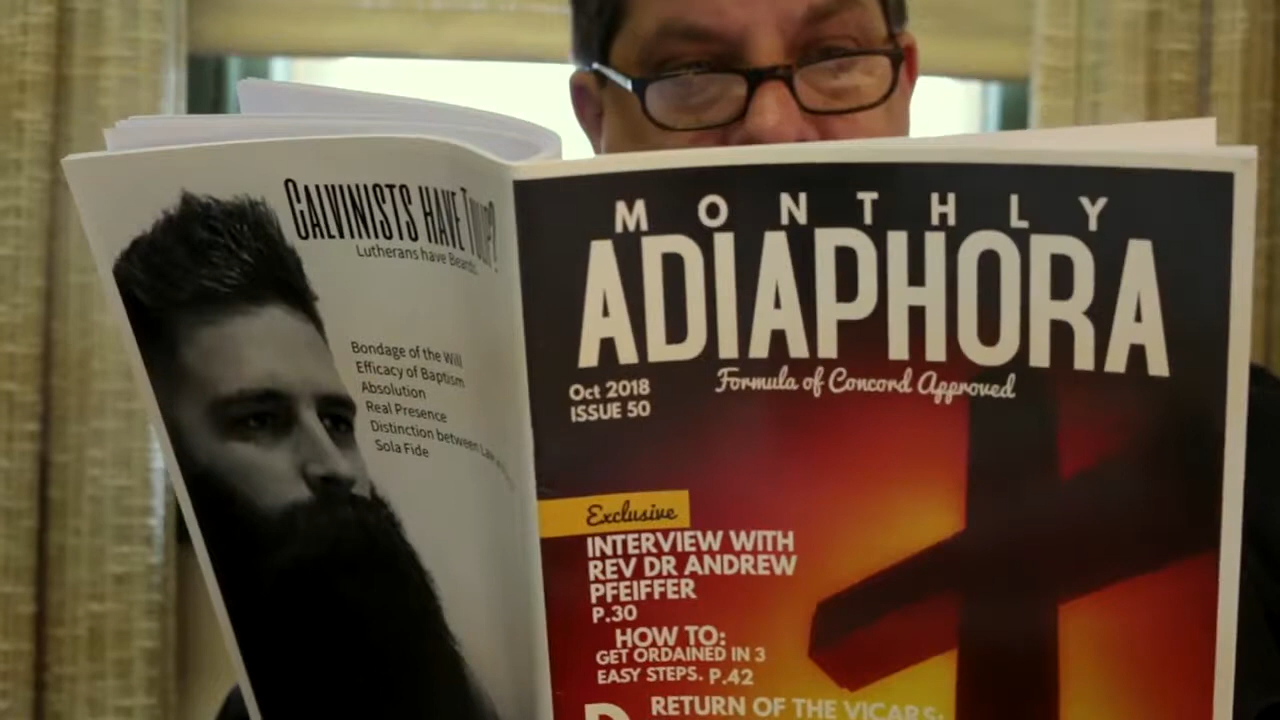 CALVINISTS HAVE TULIP?
Lutherans have Beards.
Bondage of the Will
Efficacy of Baptism
Absolution
Real Presence
Distinction between Law
Sola Fide
MONTHLY
ADIAPHORA
Formula of Concord Approved
Oct 2018
ISSUE 50
Exclusive
INTERVIEW WITH
REV DR ANDREW
PFEIFFER
P.30
HOW TO:
GET ORDAINED IN 3
EASY STEPS. P.42
RETURN OF THE VICARS: